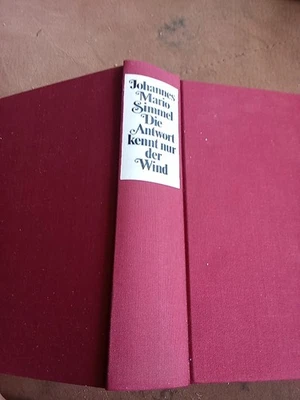 Johannes
Mario
Simmel
Die
Antwort
kennt nur
der
Wind